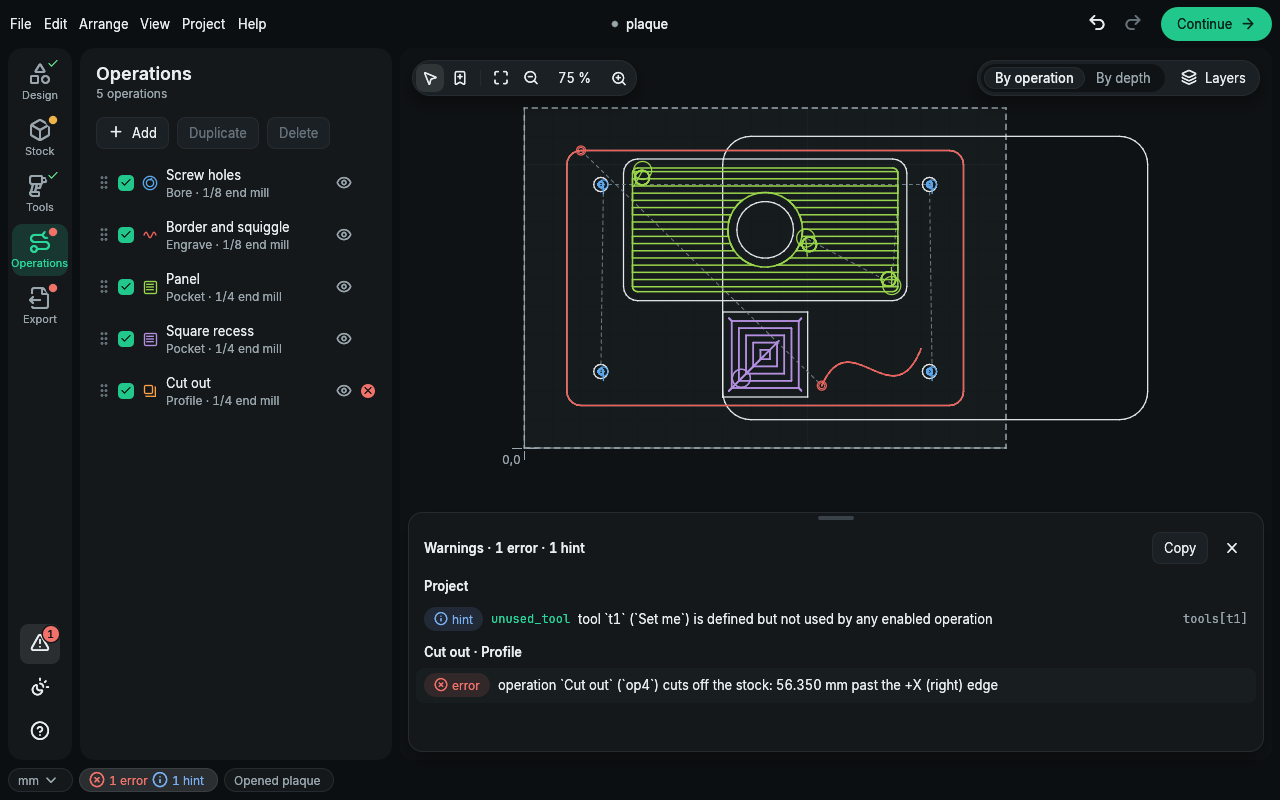 File Edit Arrange View Project Help
plaque
Continue
Design
Stock
Tools
Operations
Export
1
Operations
5 operations
Add Duplicate Delete
Screw holes
Bore · 1/8 end mill
Border and squiggle
Engrave · 1/8 end mill
Panel
Pocket · 1/4 end mill
Square recess
Pocket · 1/4 end mill
Cut out
Profile · 1/4 end mill
75 %
By operation By depth Layers
0,0
Warnings · 1 error · 1 hint Copy
Project
hint unused_tool tool `t1` (`Set me`) is defined but not used by any enabled operation tools[t1]
Cut out · Profile
error operation `Cut out` (`op4`) cuts off the stock: 56.350 mm past the +X (right) edge
mm 1 error 1 hint Opened plaque